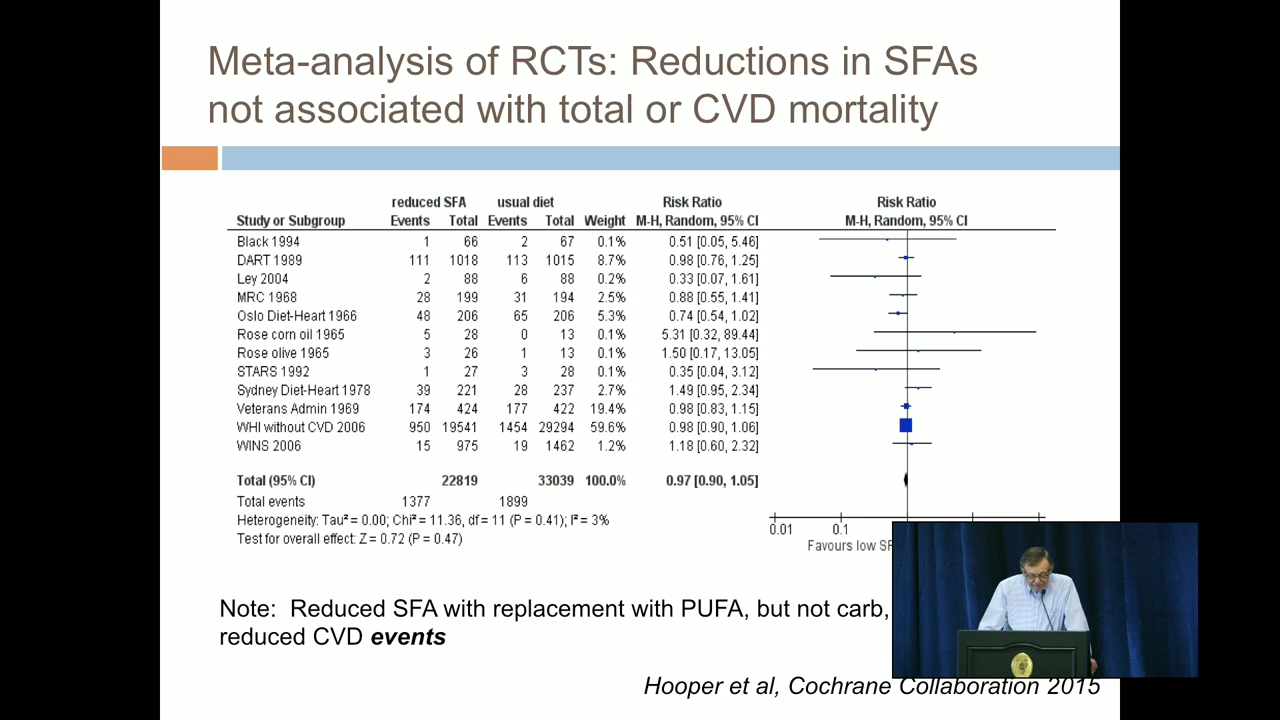 Meta-analysis of RCTs: Reductions in SFAs
not associated with total or CVD mortality
reduced SFA usual diet Risk Ratio Risk Ratio
Study or Subgroup Events Total Events Total Weight M-H, Random, 95% CI M-H, Random, 95% CI
Black 1994 1 66 2 67 0.1% 0.51 [0.05, 5.46]
DART 1989 111 1018 113 1015 8.7% 0.98 [0.76, 1.25]
Ley 2004 2 88 6 88 0.2% 0.33 [0.07, 1.61]
MRC 1968 28 199 31 194 2.5% 0.88 [0.55, 1.41]
Oslo Diet-Heart 1966 48 206 65 206 5.3% 0.74 [0.54, 1.02]
Rose corn oil 1965 5 28 0 13 0.1% 5.31 [0.32, 89.44]
Rose olive 1965 3 26 1 13 0.1% 1.50 [0.17, 13.05]
STARS 1992 1 27 3 28 0.1% 0.35 [0.04, 3.12]
Sydney Diet-Heart 1978 39 221 28 237 2.7% 1.49 [0.95, 2.34]
Veterans Admin 1969 174 424 177 422 19.4% 0.98 [0.83, 1.15]
WHI without CVD 2006 950 19541 1454 29294 59.6% 0.98 [0.90, 1.06]
WINS 2006 15 975 19 1462 1.2% 1.18 [0.60, 2.32]
Total (95% CI) 22819 33039 100.0% 0.97 [0.90, 1.05]
Total events 1377 1899
Heterogeneity: Tau² = 0.00; Chi² = 11.36, df = 11 (P = 0.41); I² = 3%
Test for overall effect: Z = 0.72 (P = 0.47)
0.01 0.1
Favours low
Note: Reduced SFA with replacement with PUFA, but not carb,
reduced CVD events
Hooper et al, Cochrane Collaboration 2015